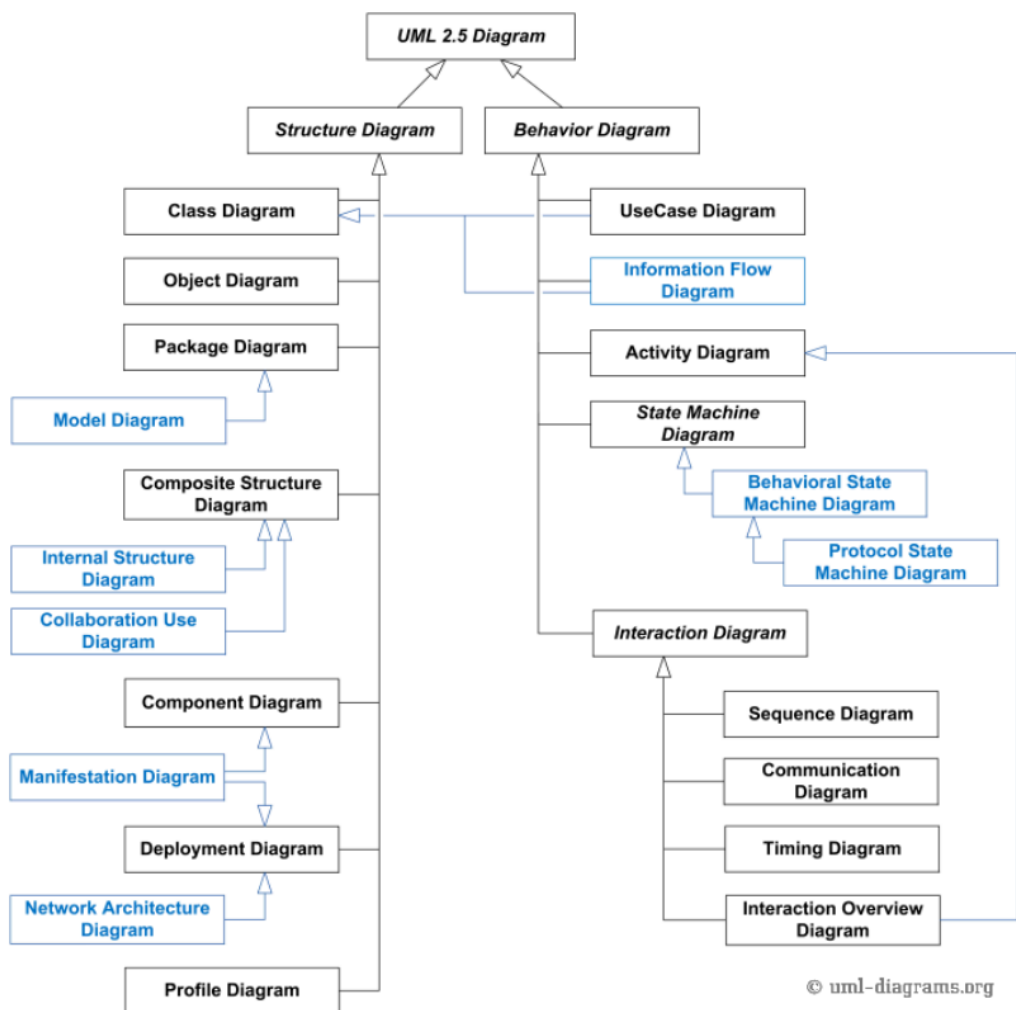 UML 2.5 Diagram
Structure Diagram
Behavior Diagram
Class Diagram
UseCase Diagram
Object Diagram
Information Flow
Diagram
Package Diagram
Activity Diagram
Model Diagram
State Machine
Diagram
Composite Structure
Diagram
Behavioral State
Machine Diagram
Internal Structure
Diagram
Protocol State
Machine Diagram
Collaboration Use
Diagram
Interaction Diagram
Component Diagram
Sequence Diagram
Manifestation Diagram
Communication
Diagram
Deployment Diagram
Timing Diagram
Network Architecture
Diagram
Interaction Overview
Diagram
Profile Diagram
© uml-diagrams.org